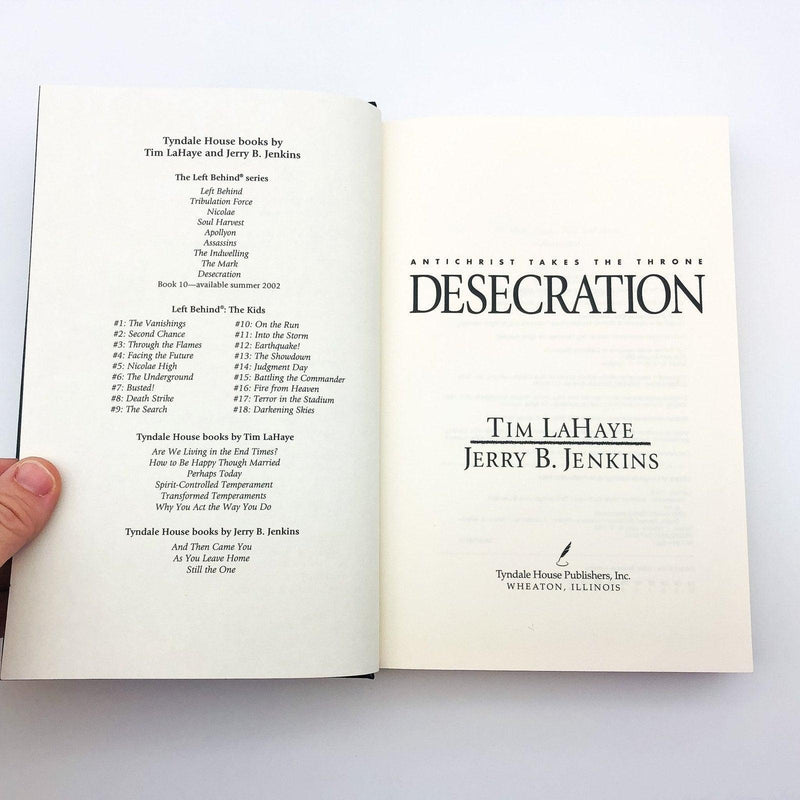 Tyndale House books by
Tim LaHaye and Jerry B. Jenkins
The Left Behind® series
Left Behind
Tribulation Force
Nicolae
Soul Harvest
Apollyon
Assassins
The Indwelling
The Mark
Desecration
Book 10—available summer 2002
Left Behind®: The Kids
#1: The Vanishings
#2: Second Chance
#3: Through the Flames
#4: Facing the Future
#5: Nicolae High
#6: The Underground
#7: Busted!
#8: Death Strike
#9: The Search
#10: On the Run
#11: Into the Storm
#12: Earthquake!
#13: The Showdown
#14: Judgment Day
#15: Battling the Commander
#16: Fire from Heaven
#17: Terror in the Stadium
#18: Darkening Skies
Tyndale House books by Tim LaHaye
Are We Living in the End Times?
How to Be Happy Though Married
Perhaps Today
Spirit-Controlled Temperament
Transformed Temperaments
Why You Act the Way You Do
Tyndale House books by Jerry B. Jenkins
And Then Came You
As You Leave Home
Still the One
ANTICHRIST TAKES THE THRONE
DESECRATION
TIM LAHAYE
JERRY B. JENKINS
Tyndale House Publishers, Inc.
WHEATON, ILLINOIS